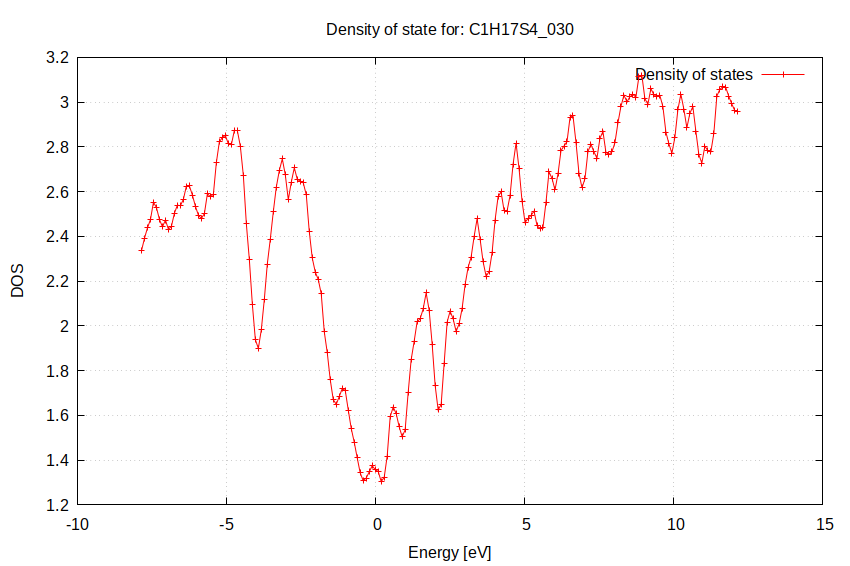 Density of state for: C1H17S4_030
Density of states
3.2
3
2.8
2.6
2.4
2.2
2
1.8
1.6
1.4
1.2
DOS
-10 -5 0 5 10 15
Energy [eV]